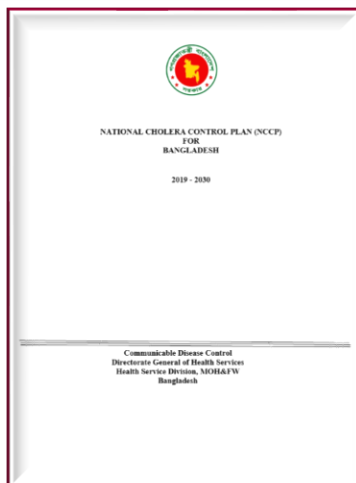 NATIONAL CHOLERA CONTROL PLAN (NCCP)
FOR
BANGLADESH
2019 - 2030
Communicable Disease Control
Directorate General of Health Services
Health Service Division, MOH&FW
Bangladesh